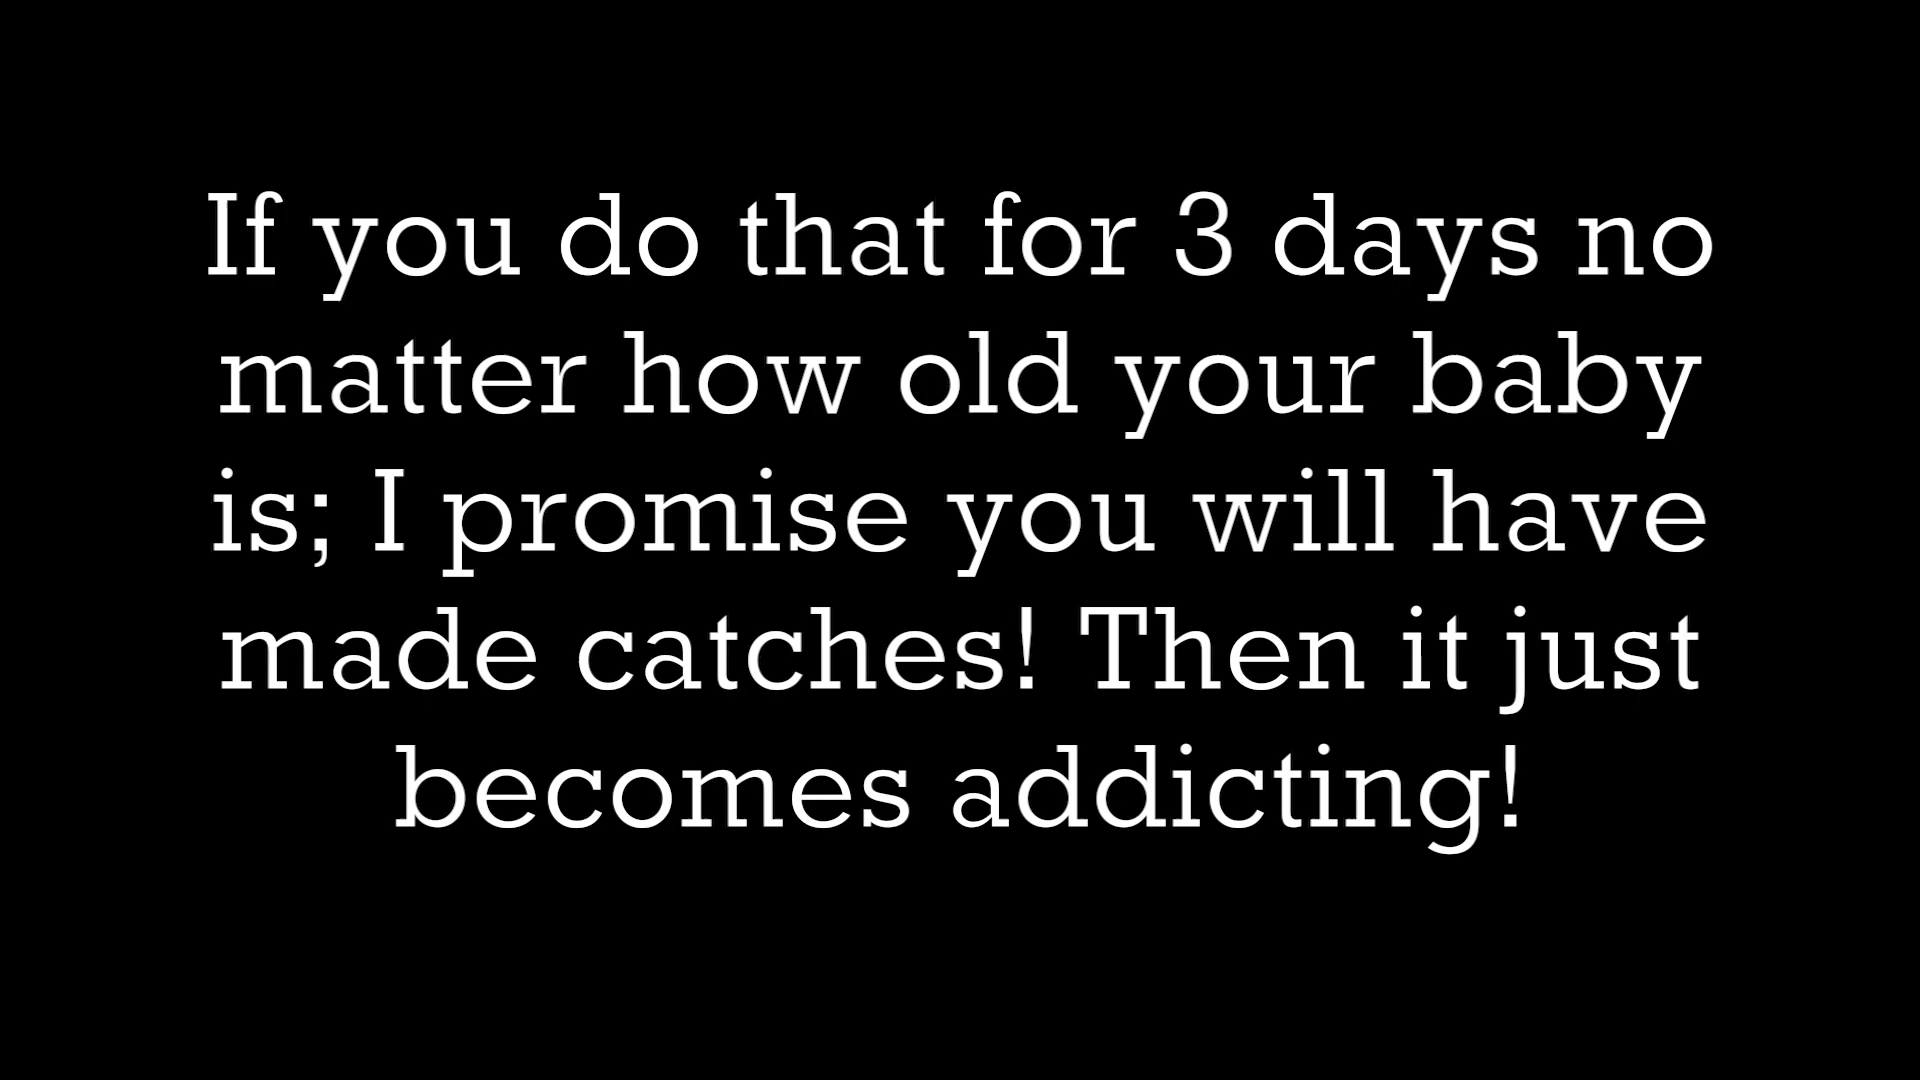 If you do that for 3 days no
matter how old your baby
is; I promise you will have
made catches! Then it just
becomes addicting!